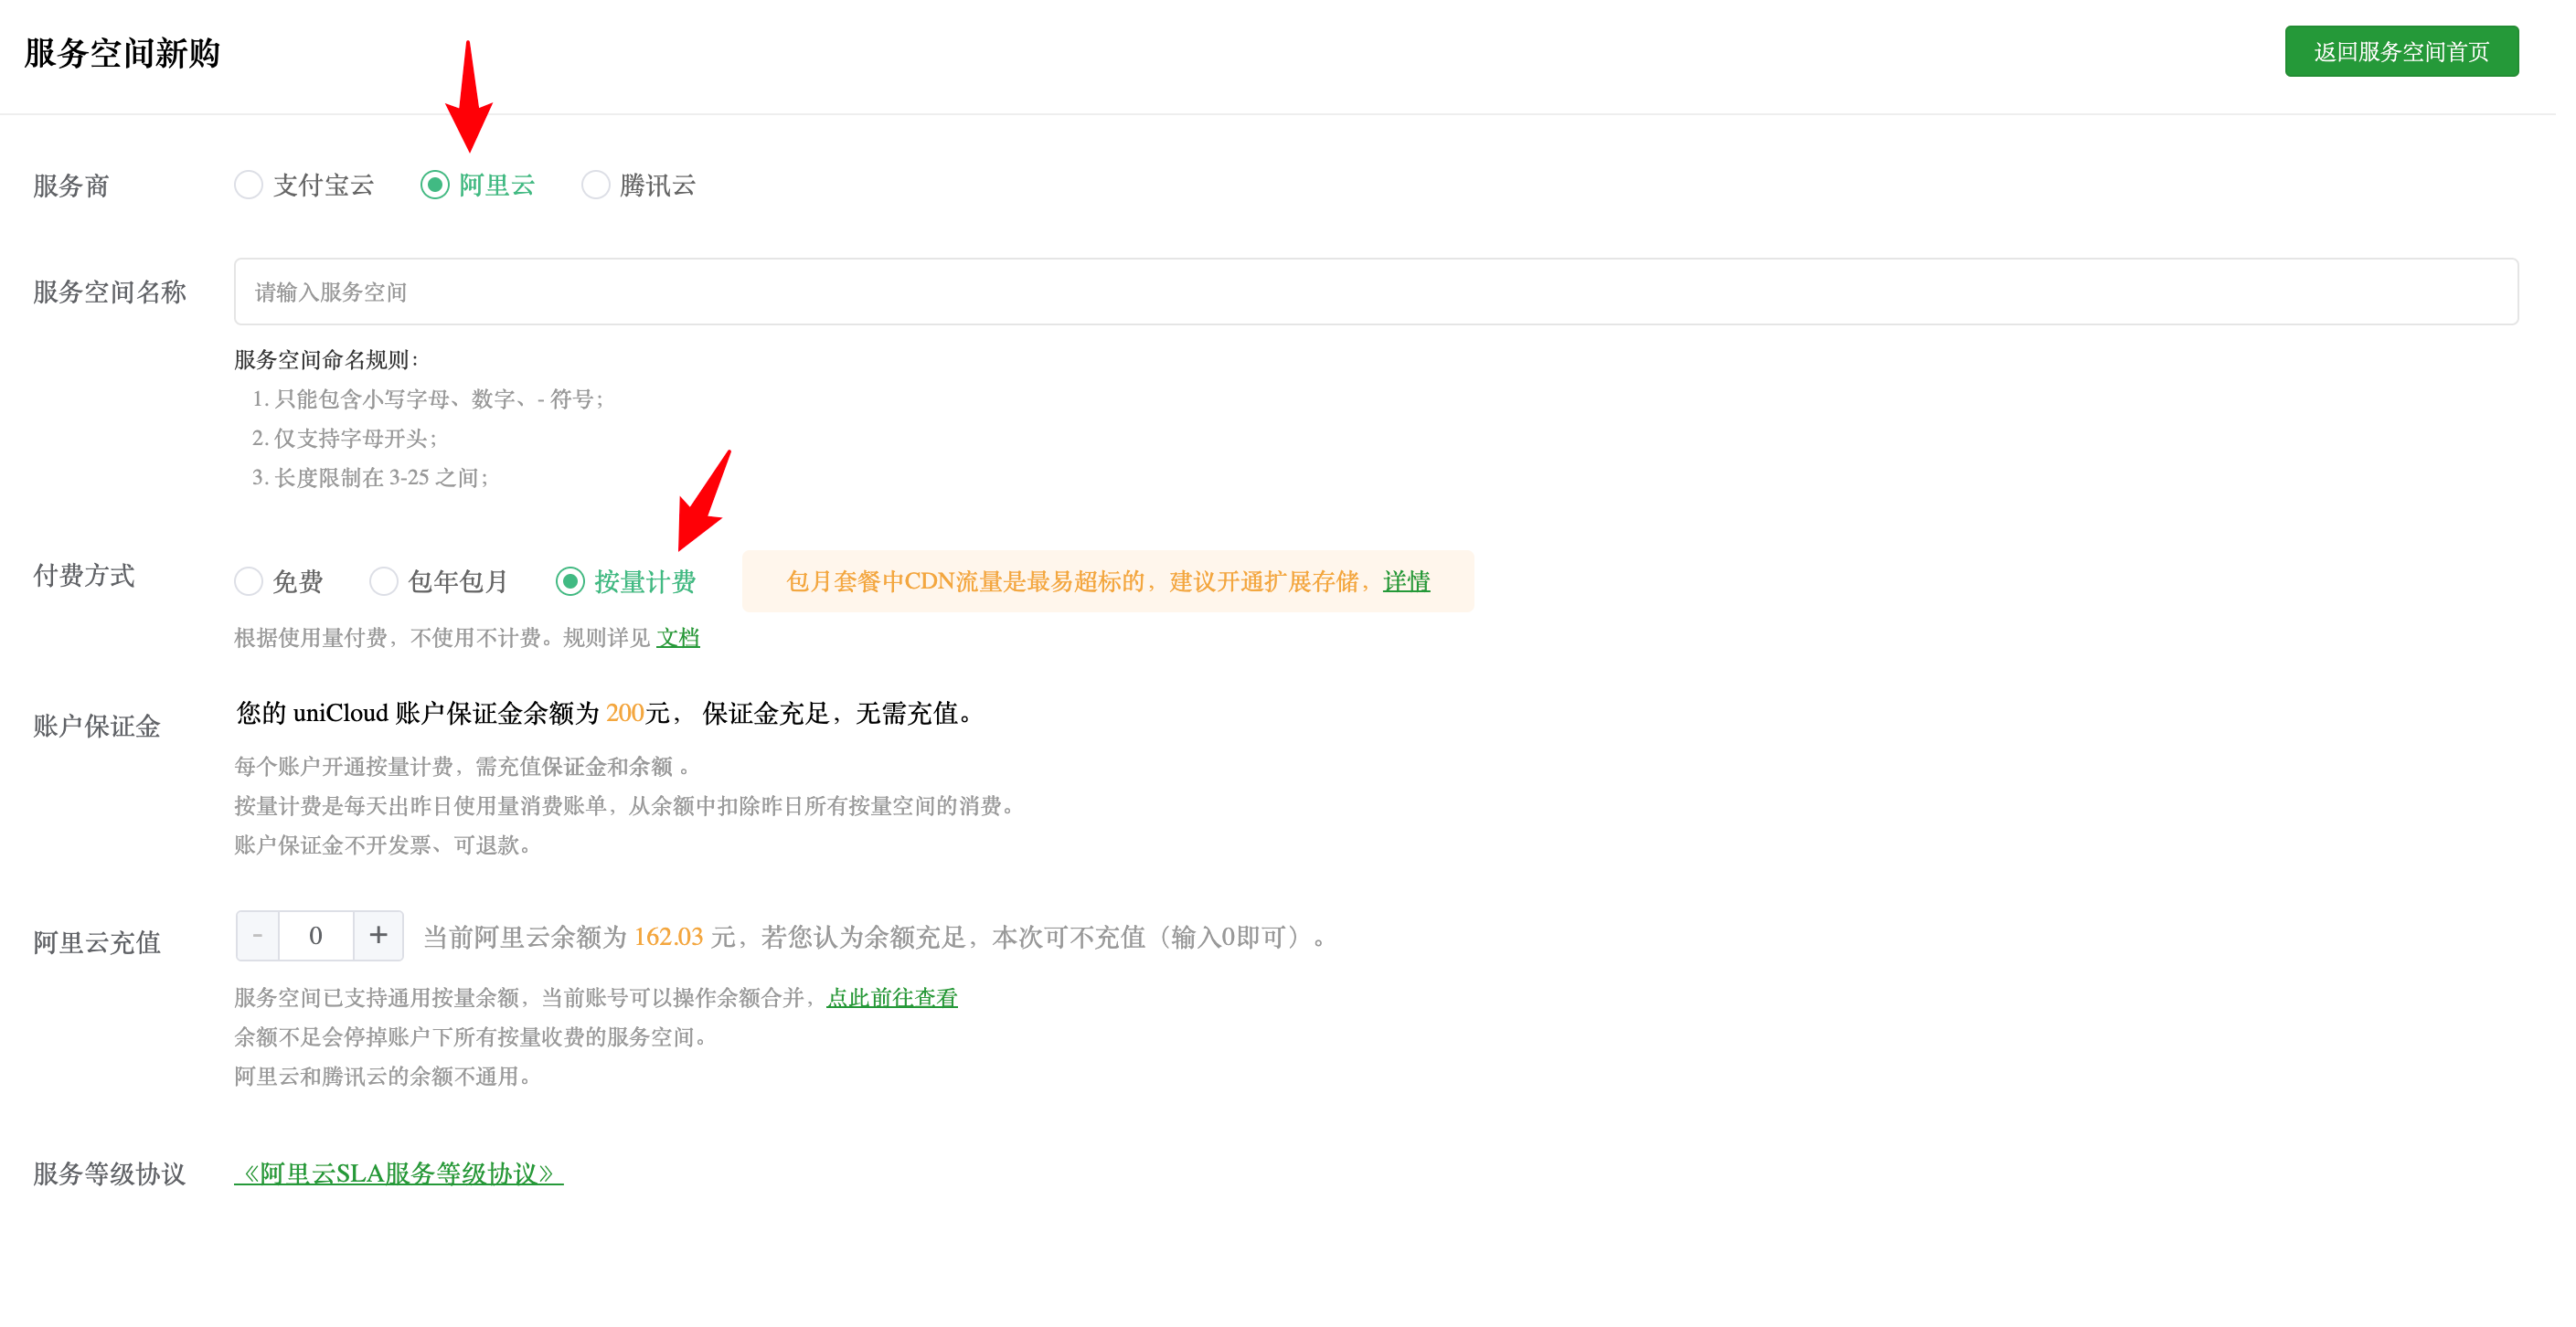 服务空间新购
返回服务空间首页
服务商
支付宝云
阿里云
腾讯云
服务空间名称
请输入服务空间
服务空间命名规则：
1. 只能包含小写字母、数字、- 符号；
2. 仅支持字母开头；
3. 长度限制在 3-25 之间；
付费方式
免费
包年包月
按量计费
包月套餐中CDN流量是最易超标的，建议开通扩展存储，详情
根据使用量付费，不使用不计费。规则详见 文档
账户保证金
您的 uniCloud 账户保证金余额为 200元， 保证金充足，无需充值。
每个账户开通按量计费，需充值保证金和余额 。
按量计费是每天出昨日使用量消费账单，从余额中扣除昨日所有按量空间的消费。
账户保证金不开发票、可退款。
阿里云充值
- 0 +
当前阿里云余额为 162.03 元，若您认为余额充足，本次可不充值（输入0即可）。
服务空间已支持通用按量余额，当前账号可以操作余额合并，点此前往查看
余额不足会停掉账户下所有按量收费的服务空间。
阿里云和腾讯云的余额不通用。
服务等级协议
《阿里云SLA服务等级协议》